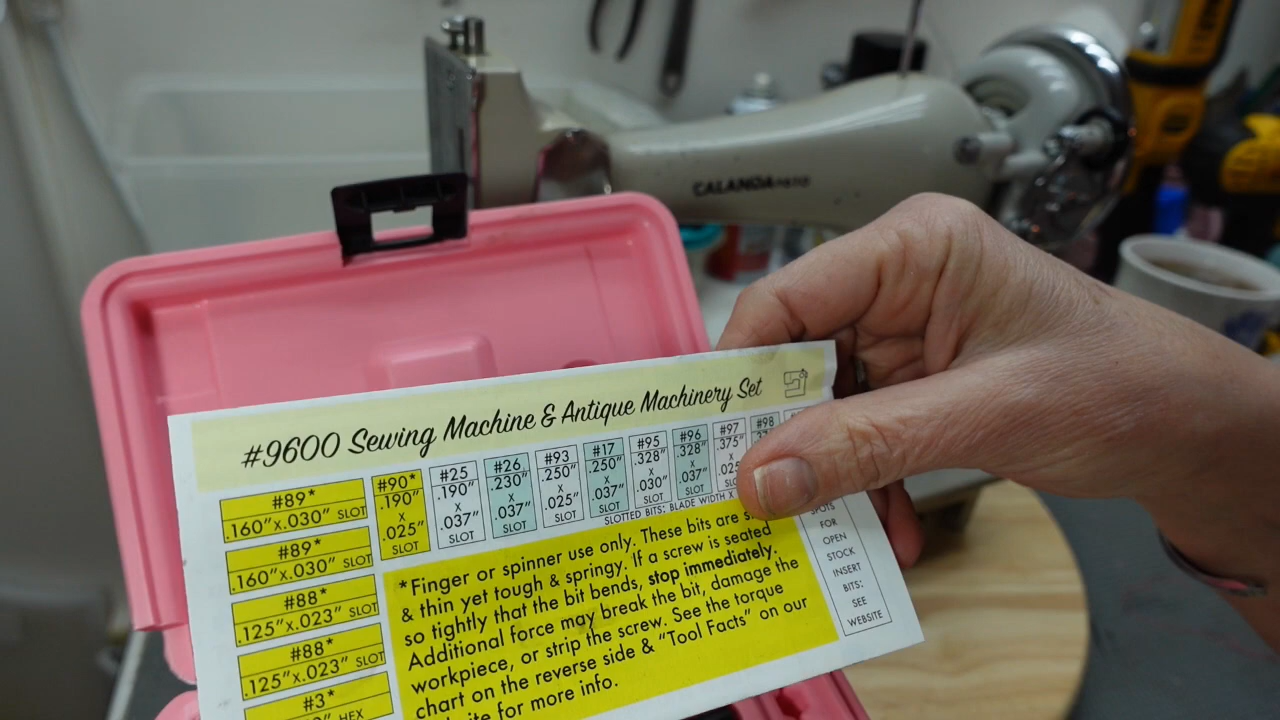 CALANDA
#9600 Sewing Machine & Antique Machinery Set
#89*
.160"x.030" SLOT
#89*
.160"x.030" SLOT
#88*
.125"x.023" SLOT
#88*
.125"x.023" SLOT
#3*
HEX
#90*
.190"
x
.025"
SLOT
#25
.190"
x
.037"
SLOT
#26
.230"
x
.037"
SLOT
#93
.250"
x
.025"
SLOT
#17
.250"
x
.037"
SLOT
#95
.328"
x
.030"
SLOT
#96
.328"
x
.037"
SLOT
#97
.375"
x
#98
SLOTTED BITS: BLADE WIDTH X
*Finger or spinner use only. These bits are
& thin yet tough & springy. If a screw is seated
so tightly that the bit bends, stop immediately.
Additional force may break the bit, damage the
workpiece, or strip the screw. See the torque
chart on the reverse side & "Tool Facts" on our
for more info.
SPOTS
FOR
OPEN
STOCK
INSERT
BITS:
SEE
WEBSITE